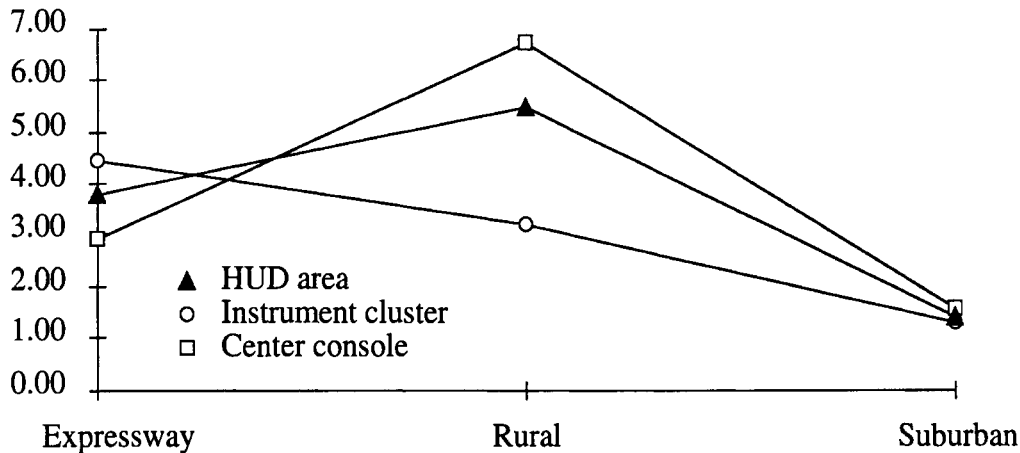 7.00
6.00
5.00
4.00
3.00
2.00
1.00
0.00
HUD area
Instrument cluster
Center console
Expressway Rural Suburban